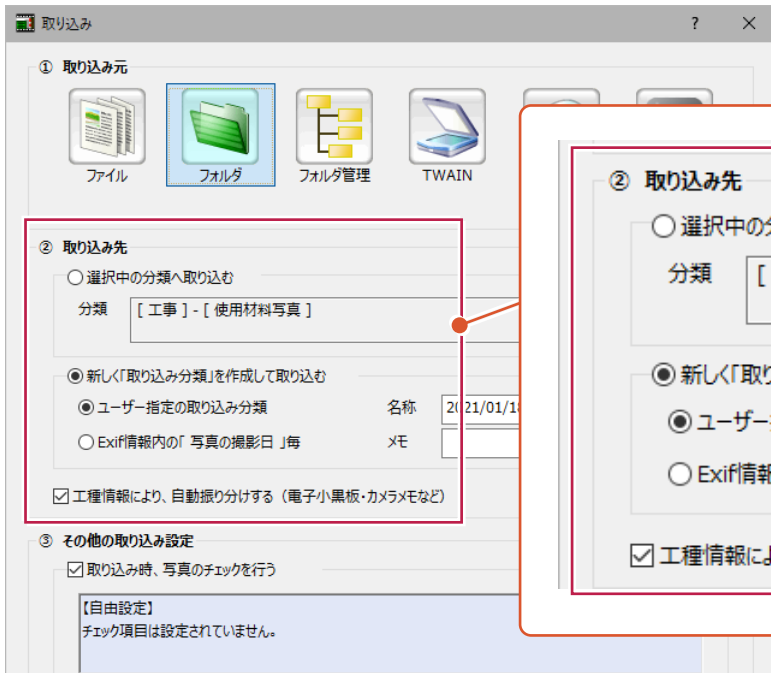 取り込み
① 取り込み元
ファイル フォルダ フォルダ管理 TWAIN
② 取り込み先
選択中の分類へ取り込む
分類 [ 工事 ] - [ 使用材料写真 ]
新しく「取り込み分類」を作成して取り込む
ユーザー指定の取り込み分類 名称
Exif情報内の「 写真の撮影日 」毎 メモ
工種情報により、自動振り分けする（電子小黒板・カメラメモなど）
③ その他の取り込み設定
取り込み時、写真のチェックを行う
【自由設定】
チェック項目は設定されていません。
② 取り込み先
選択中の
分類 [
新しく「取り
ユーザー
Exif情報
工種情報に